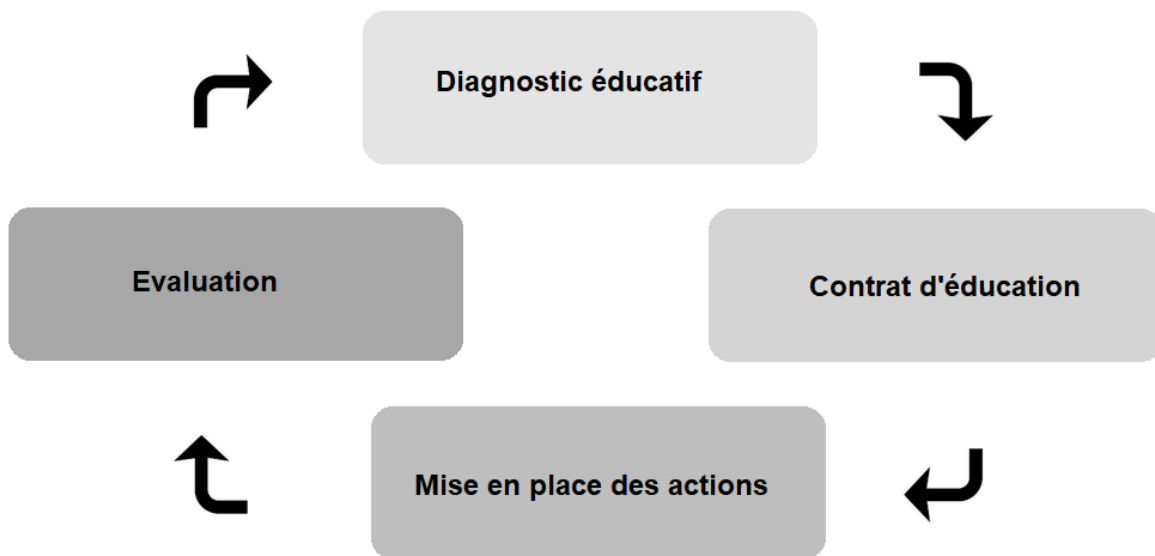 Diagnostic éducatif
Evaluation
Contrat d'éducation
Mise en place des actions